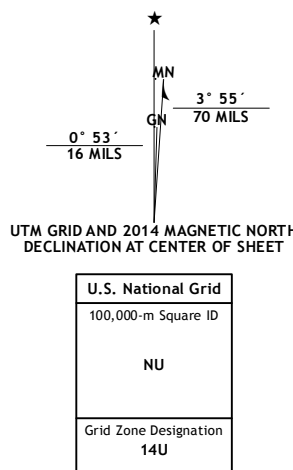 ★
MN
3° 55´
70 MILS
GN
0° 53´
16 MILS
UTM GRID AND 2014 MAGNETIC NORTH
DECLINATION AT CENTER OF SHEET
U.S. National Grid
100,000-m Square ID
NU
Grid Zone Designation
14U